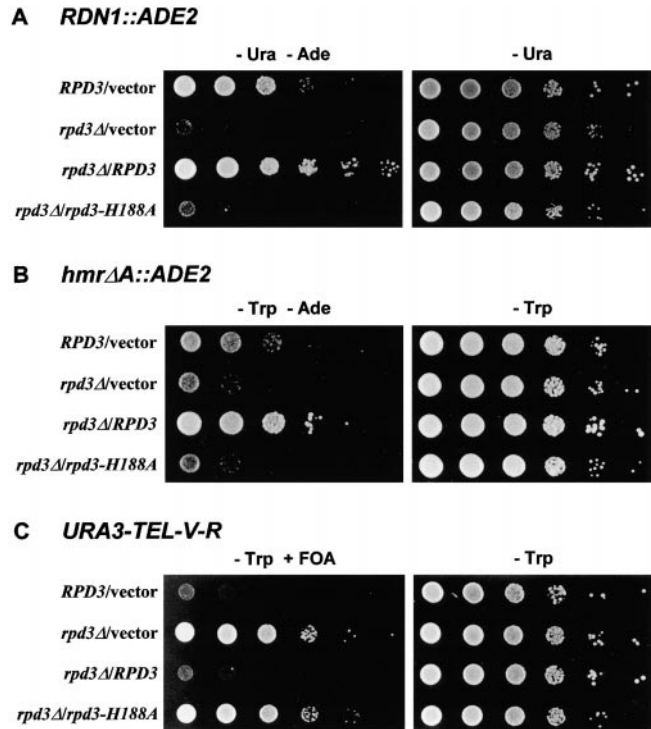 A RDN1::ADE2
- Ura - Ade - Ura
RPD3/vector
rpd3Δ/vector
rpd3Δ/RPD3
rpd3Δ/rpd3-H188A
B hmrΔA::ADE2
- Trp - Ade - Trp
RPD3/vector
rpd3Δ/vector
rpd3Δ/RPD3
rpd3Δ/rpd3-H188A
C URA3-TEL-V-R
- Trp + FOA - Trp
RPD3/vector
rpd3Δ/vector
rpd3Δ/RPD3
rpd3Δ/rpd3-H188A